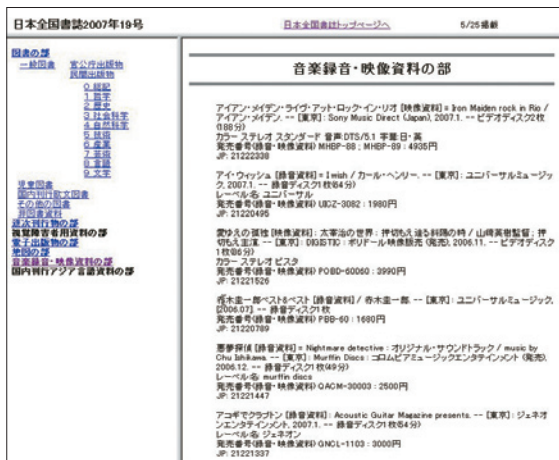 日本全国書誌2007年19号
日本全国書誌トップページへ
5/25掲載
図書の部
一般図書 官公庁出版物
民間出版物
0 総記
1 哲学
2 歴史
3 社会科学
4 自然科学
5 技術
6 産業
7 芸術
8 言語
9 文学
児童図書
国内刊行欧文図書
その他の図書
非図書資料
逐次刊行物の部
視覚障害者用資料の部
電子出版物の部
地図の部
音楽録音・映像資料の部
国内刊行アジア言語資料の部
音楽録音・映像資料の部
アイアン・メイデン・ライヴ・アット・ロック・イン・リオ [映像資料] = Iron Maiden rock in Rio /
アイアン・メイデン. -- [東京] : Sony Music Direct (Japan), 2007.1. -- ビデオディスク2枚
(188分)
カラー ステレオ スタンダード 音声:DTS/5.1 字幕:日・英
発売番号(録音・映像資料) MHBP-88 ; MHBP-89 : 4935円
JP: 21222338
アイ・ウィッシュ [録音資料] = I wish / カール・ヘンリー. -- [東京] : ユニバーサルミュージッ
ク, 2007.1. -- 録音ディスク1枚(64分)
レーベル名: ユニバーサル
発売番号(録音・映像資料) UICZ-3082 : 1980円
JP: 21220495
愛ゆえの孤独 [映像資料] : 太宰治の世界 : 押切もえ辿る斜陽の時 / 山崎英樹監督 ; 押
切もえ主演. -- [東京] : DIGISTIC : ポリドール映像販売 (発売), 2006.11. -- ビデオディスク
1枚(86分)
カラー ステレオ ビスタ
発売番号(録音・映像資料) POBD-60060 : 3990円
JP: 21221526
赤木圭一郎ベスト&ベスト [録音資料] / 赤木圭一郎. -- [東京] : ユニバーサルミュージック,
[2006.07]. -- 録音ディスク1枚
発売番号(録音・映像資料) PBB-60 : 1680円
JP: 21220789
悪夢探偵 [録音資料] = Nightmare detective : オリジナル・サウンドトラック / music by
Chu Ishikawa. -- [東京] : Murffin Discs : コロムビアミュージックエンタテインメント (発売),
2006.12. -- 録音ディスク1枚(49分)
レーベル名: murffin discs
発売番号(録音・映像資料) QACM-30003 : 2500円
JP: 21221447
アコギでクラプトン [録音資料] : Acoustic Guitar Magazine presents. -- [東京] : ジェネオ
ンエンタテインメント, 2007.1. -- 録音ディスク1枚(54分)
レーベル名: ジェネオン
発売番号(録音・映像資料) GNCL-1103 : 3000円
JP: 21221337